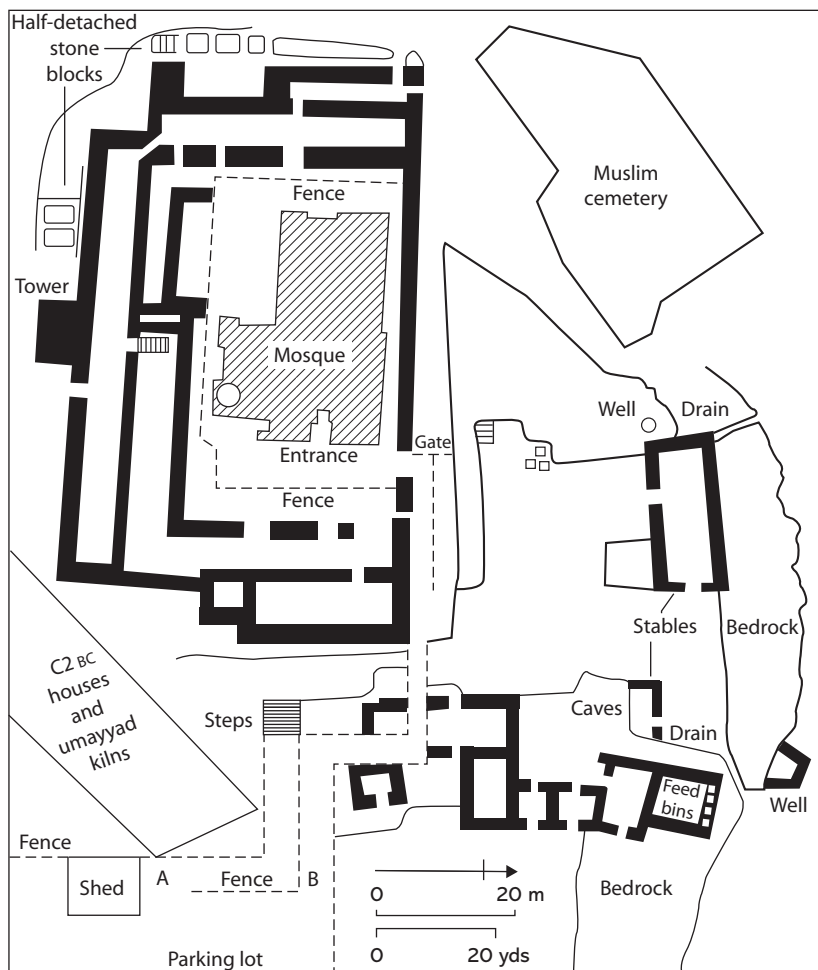 Half-detached
stone
blocks
Muslim
cemetery
Fence
Tower
Mosque
Well
Drain
Gate
Entrance
Fence
Stables
Bedrock
C2 BC
houses
and
umayyad
kilns
Steps
Caves
Drain
Feed
bins
Well
Fence
Shed
A
Fence
B
0
20 m
Bedrock
0
20 yds
Parking lot